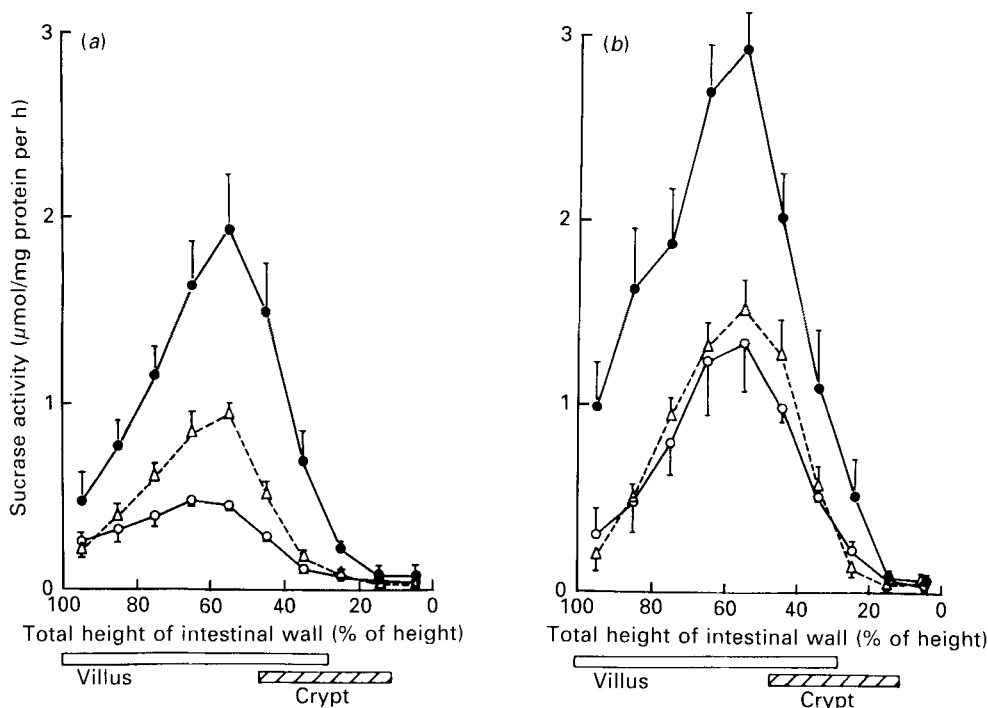 (a)
3
2
1
0
Sucrase activity (μmol/mg protein per h)
100 80 60 40 20 0
Total height of intestinal wall (% of height)
Villus
Crypt
(b)
3
2
1
0
100 80 60 40 20 0
Total height of intestinal wall (% of height)
Villus
Crypt